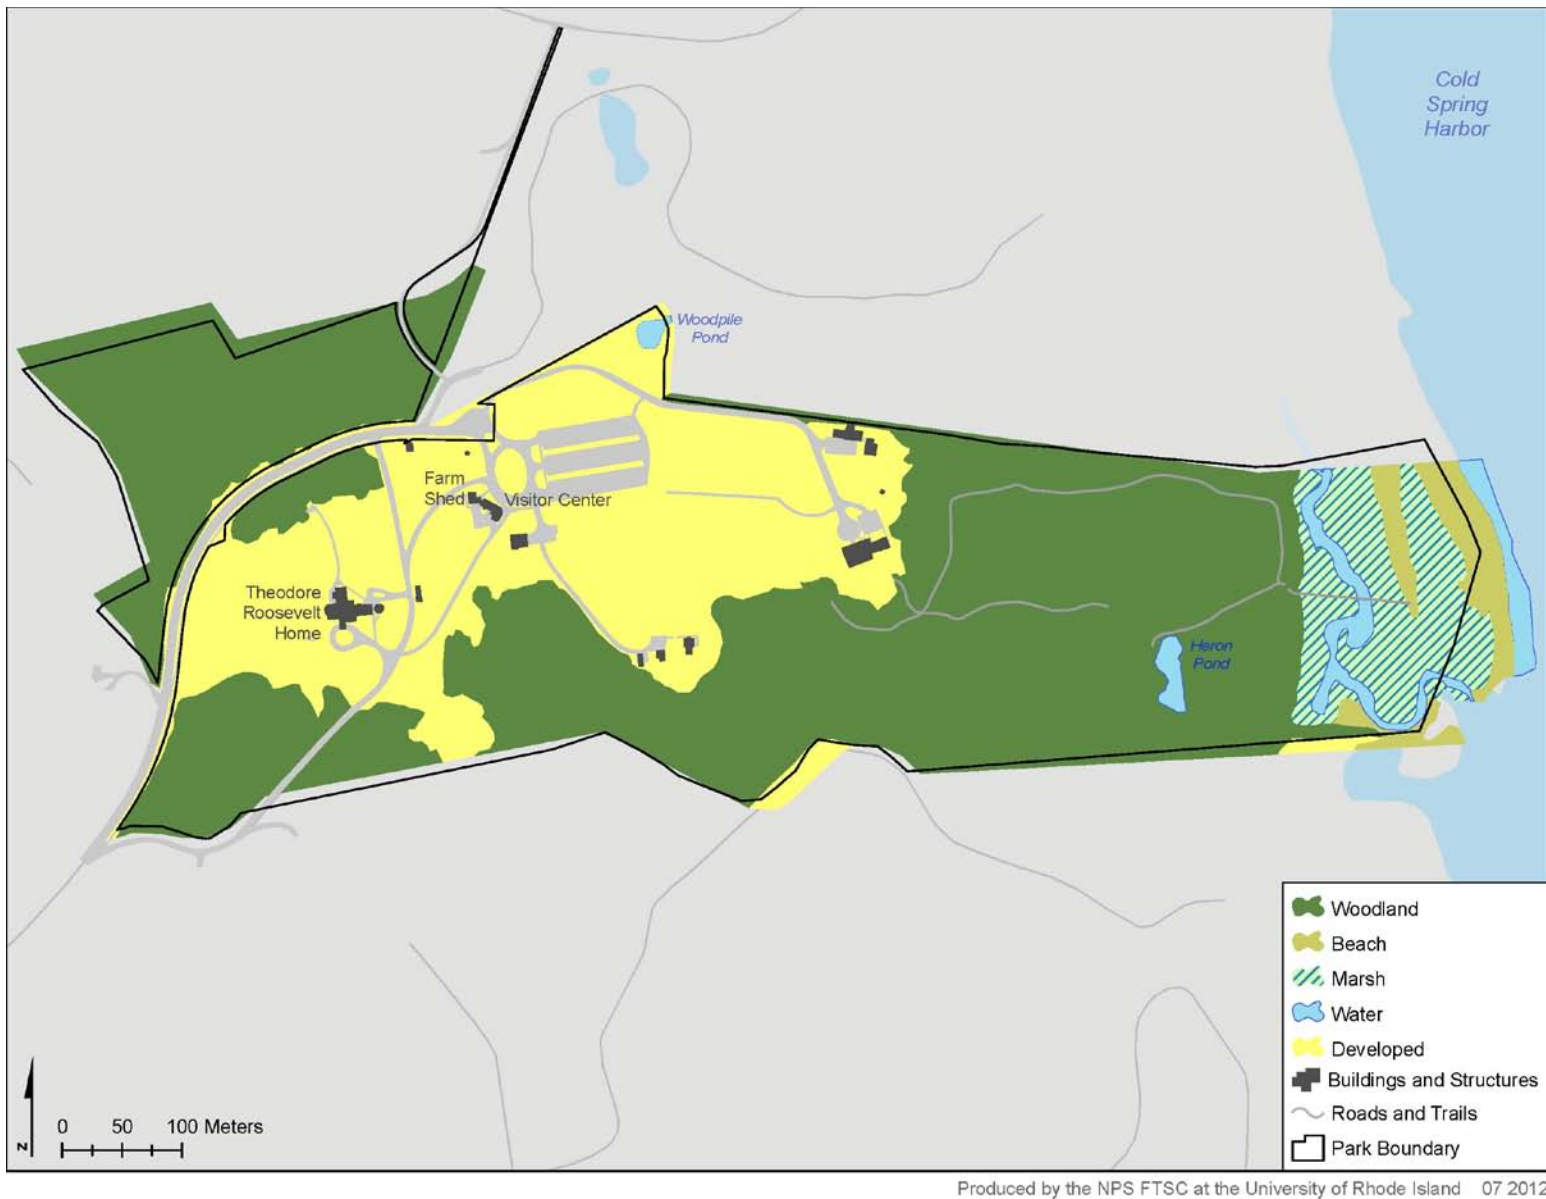 Cold
Spring
Harbor
Woodpile
Pond
Farm
Shed
Visitor Center
Theodore
Roosevelt
Home
Heron
Pond
Woodland
Beach
Marsh
Water
Developed
Buildings and Structures
Roads and Trails
Park Boundary
N
0 50 100 Meters
Produced by the NPS FTSC at the University of Rhode Island 07 2012